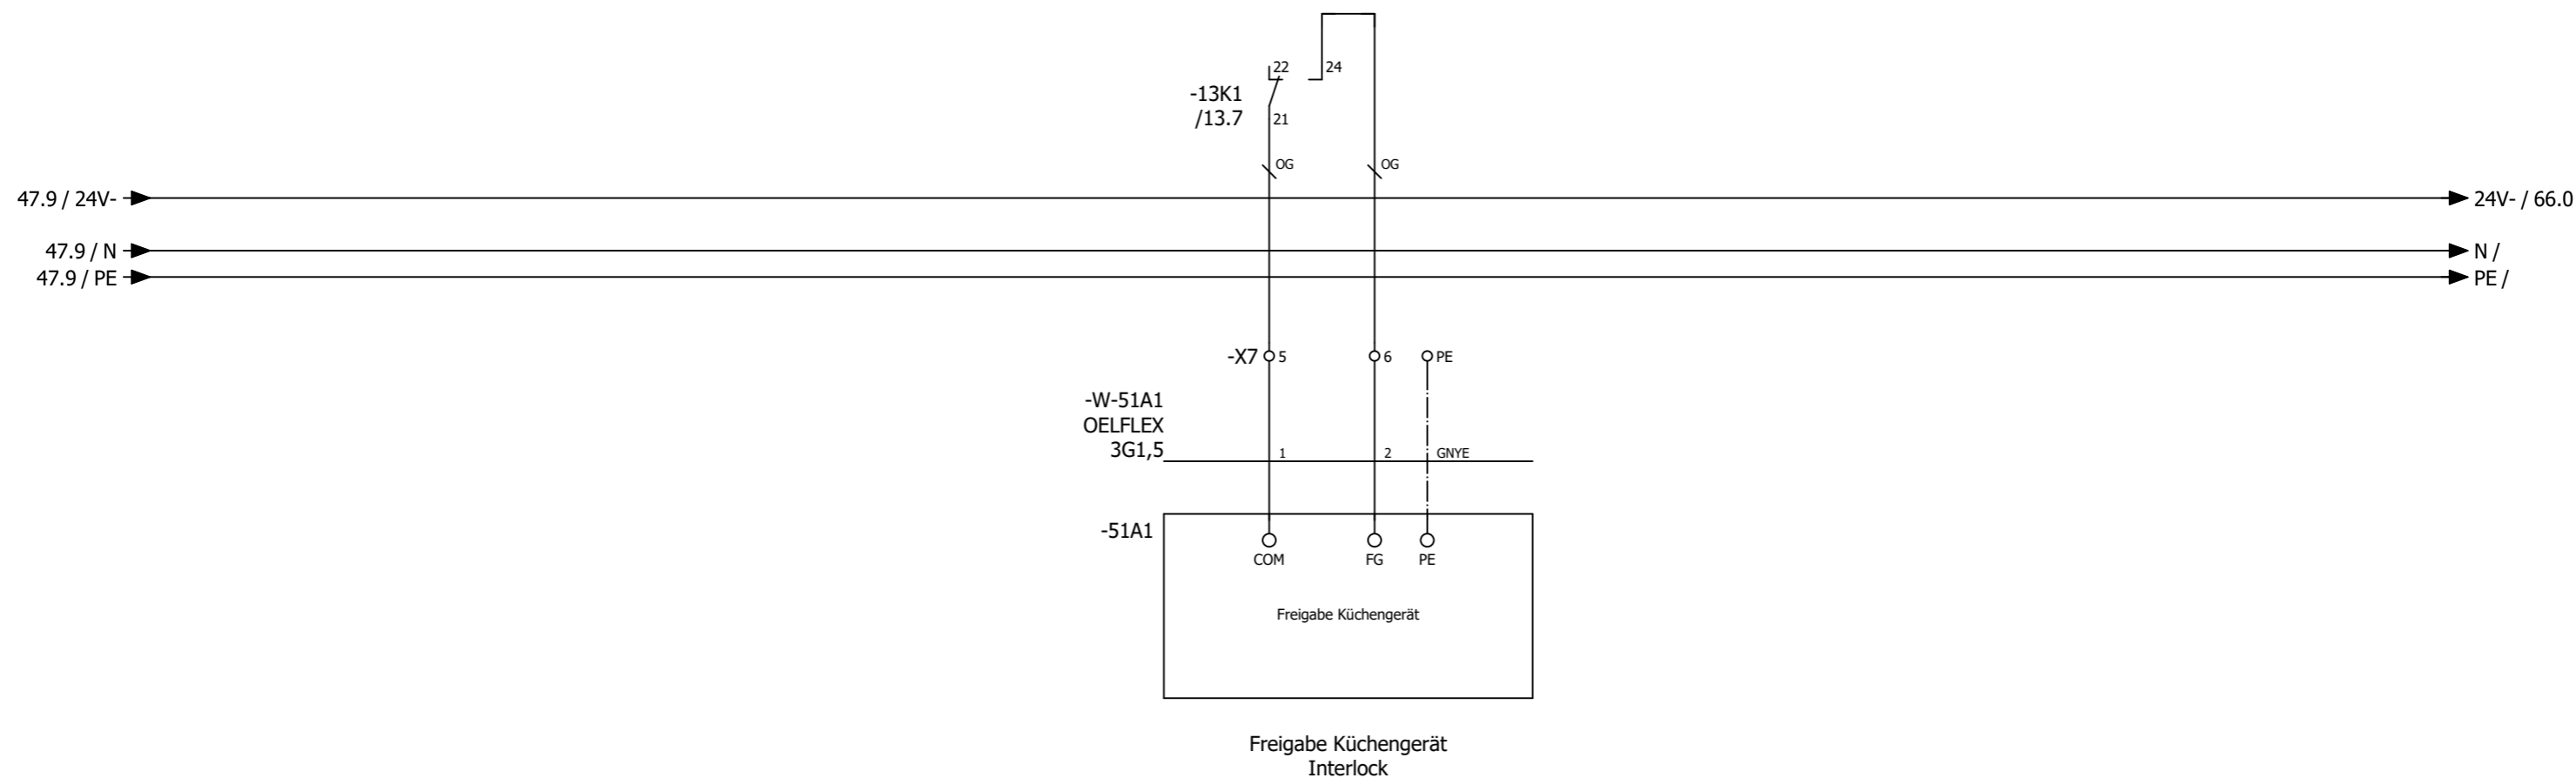 22
24
-13K1
/13.7
21
OG
OG
47.9 / 24V-
24V- / 66.0
47.9 / N
N /
47.9 / PE
PE /
-X7
5
6
PE
-W-51A1
OELFLEX
3G1,5
1
2
GNYE
-51A1
COM
FG
PE
Freigabe Küchengerät
Freigabe Küchengerät
Interlock